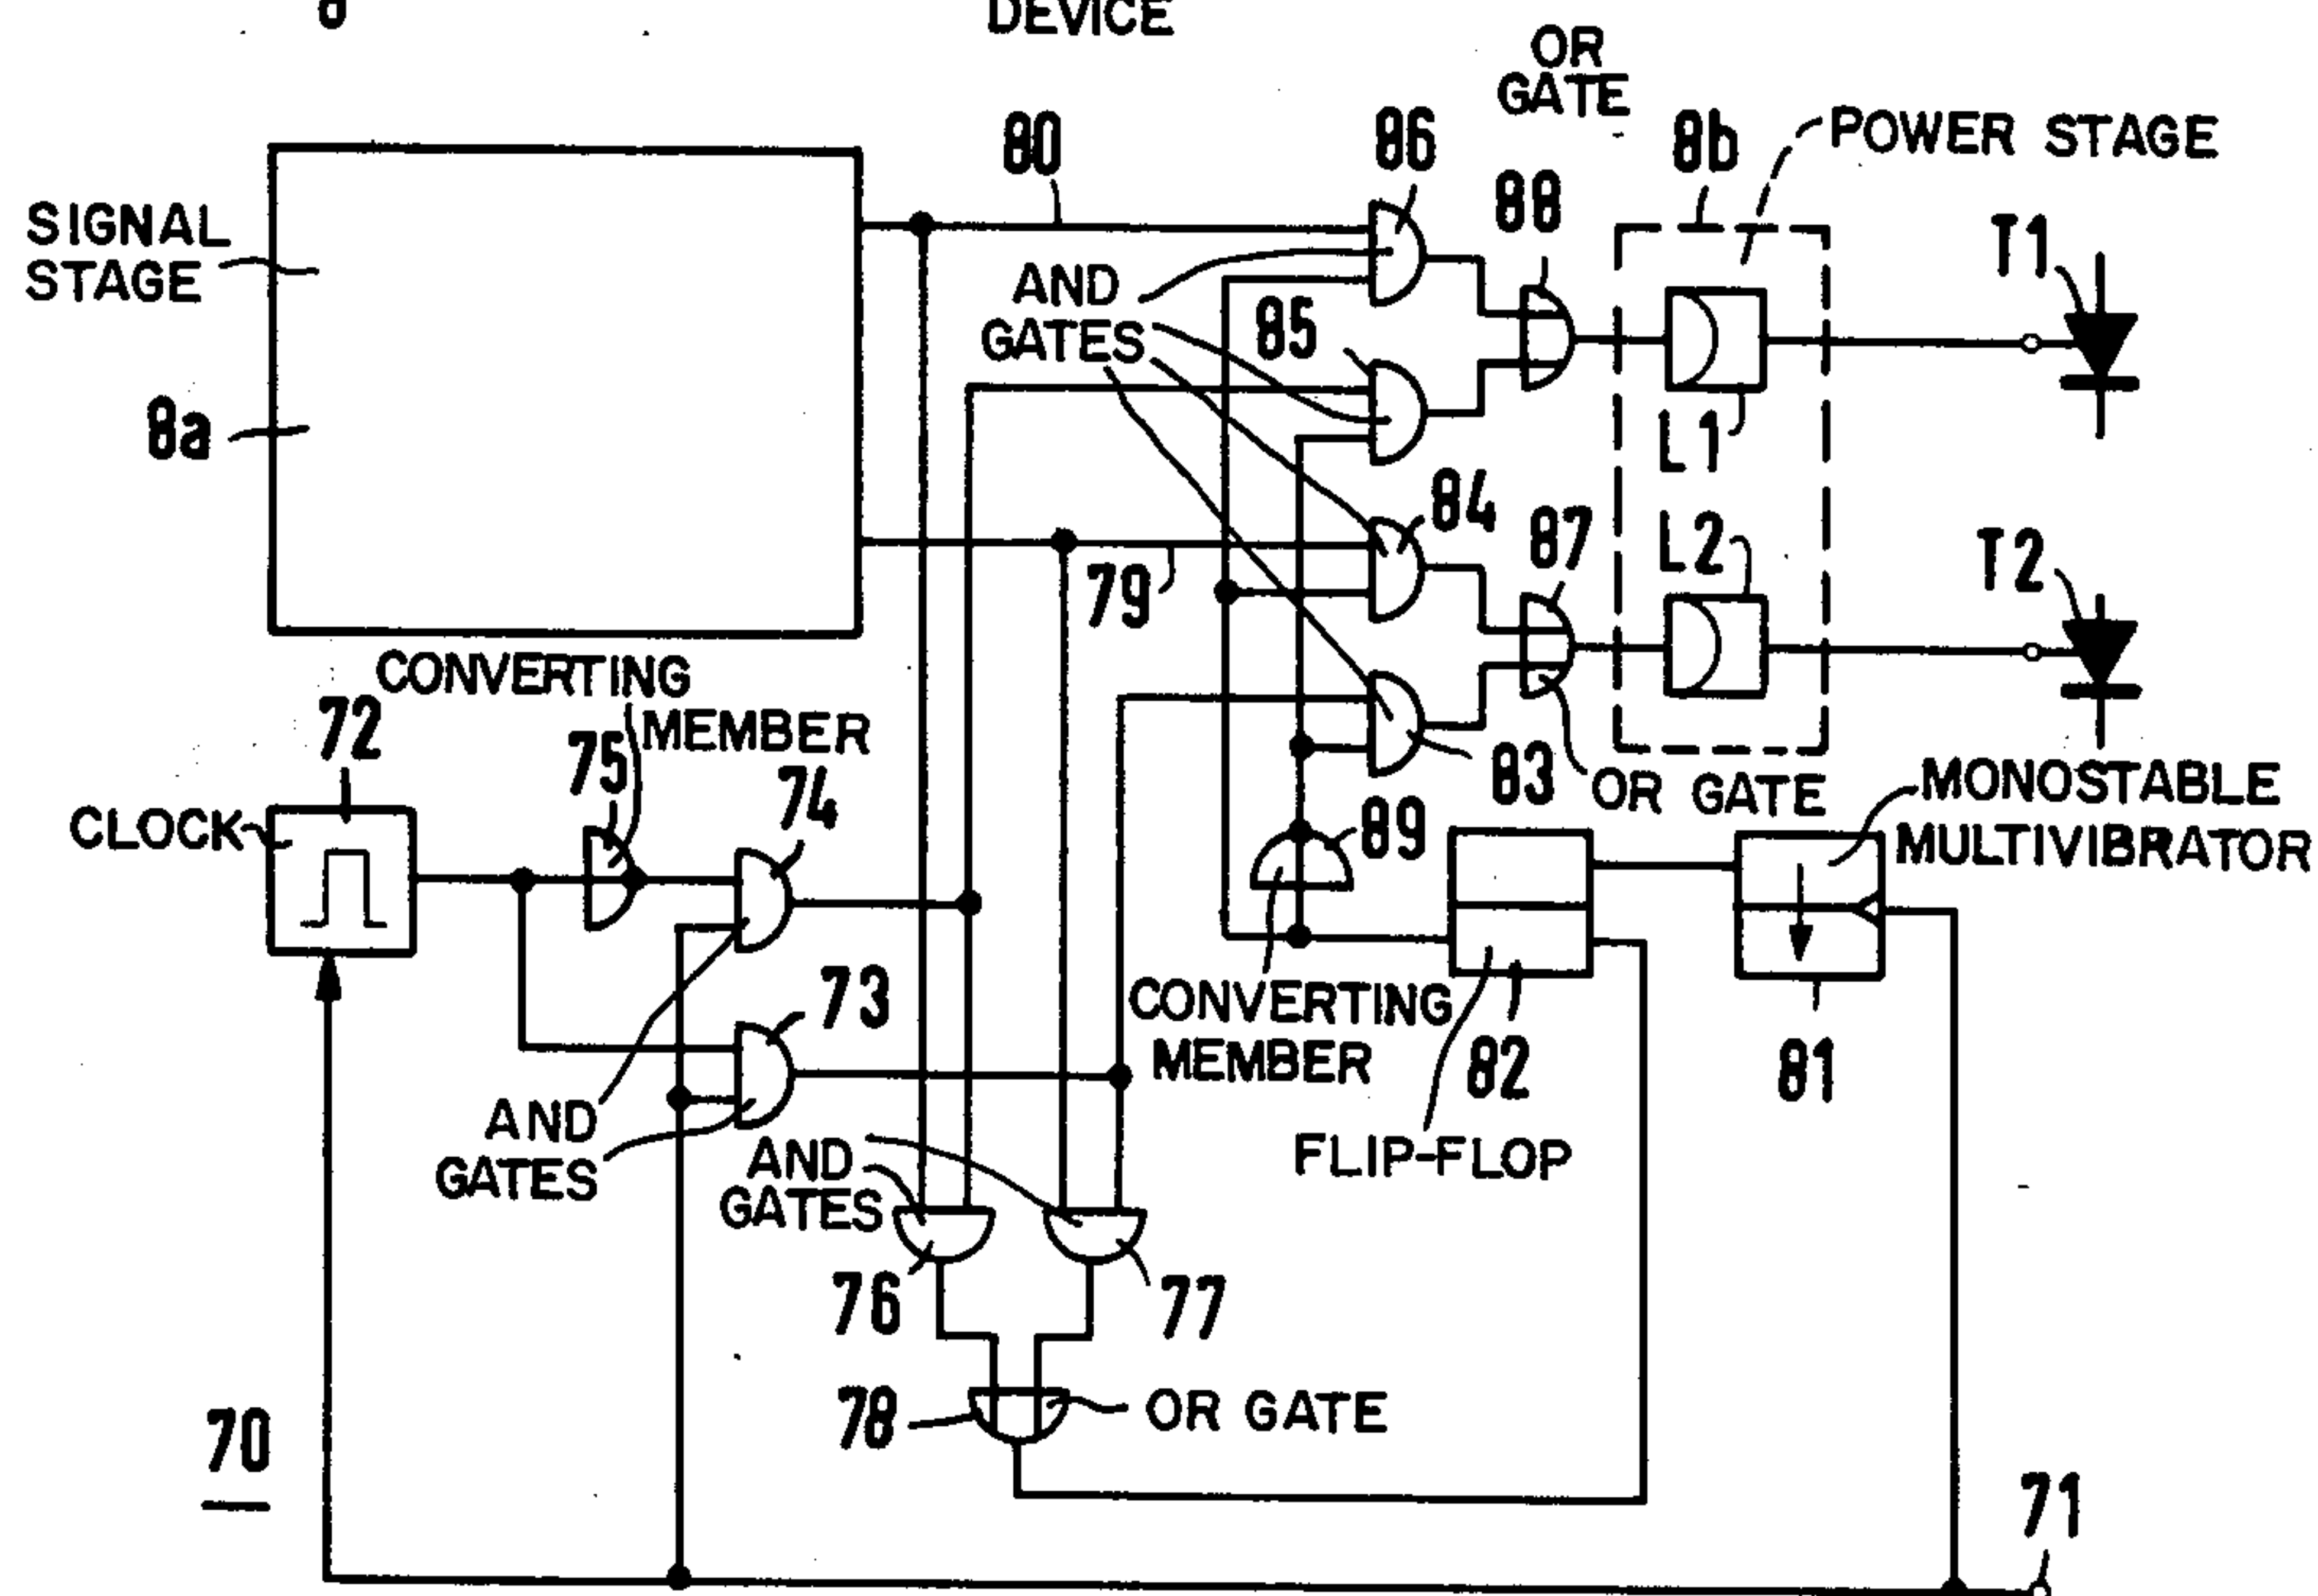 8
DEVICE
OR
GATE
80
86
8b
POWER STAGE
88
SIGNAL
STAGE
T1
AND
GATES
85
8a
L1
84
87
L2
T2
79
CONVERTING
MEMBER
72
75
74
83
OR GATE
MONOSTABLE
MULTIVIBRATOR
CLOCK
89
73
CONVERTING
MEMBER
82
81
AND
GATES
AND
GATES
FLIP-FLOP
76
77
78
OR GATE
70
71